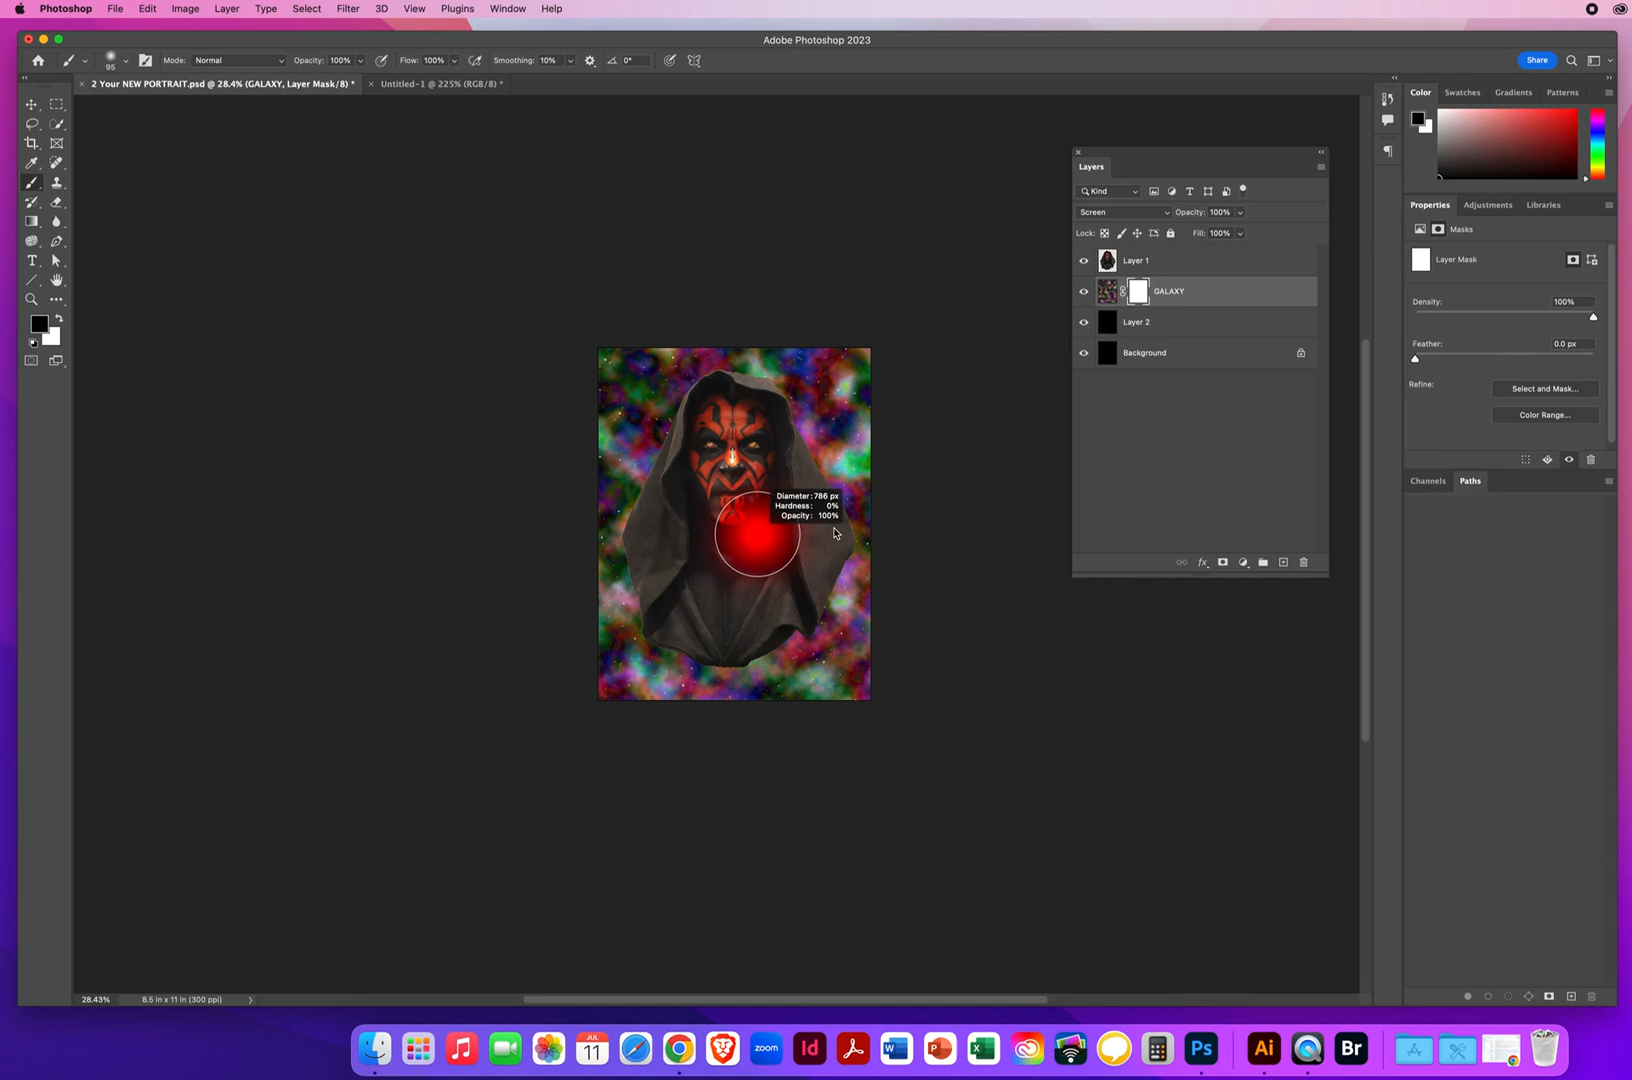 Photoshop File Edit Image Layer Type Select Filter 3D View Plugins Window Help
Adobe Photoshop 2023
95 Mode: Normal Opacity: 100% Flow: 100% Smoothing: 10% 0° Share
2 Your NEW PORTRAIT.psd @ 28.4% (GALAXY, Layer Mask/8) * Untitled-1 @ 225% (RGB/8) *
Diameter: 786 px
Hardness: 0%
Opacity: 100%
Layers
Kind
Screen Opacity: 100%
Lock: Fill: 100%
Layer 1
GALAXY
Layer 2
Background
fx
Color Swatches Gradients Patterns
Properties Adjustments Libraries
Masks
Layer Mask
Density: 100%
Feather: 0.0 px
Refine: Select and Mask...
Color Range...
Channels Paths
28.43% 8.5 in x 11 in (300 ppi)
JUL
11
zoom
Id
W
P
X
Ps
Ai
Br